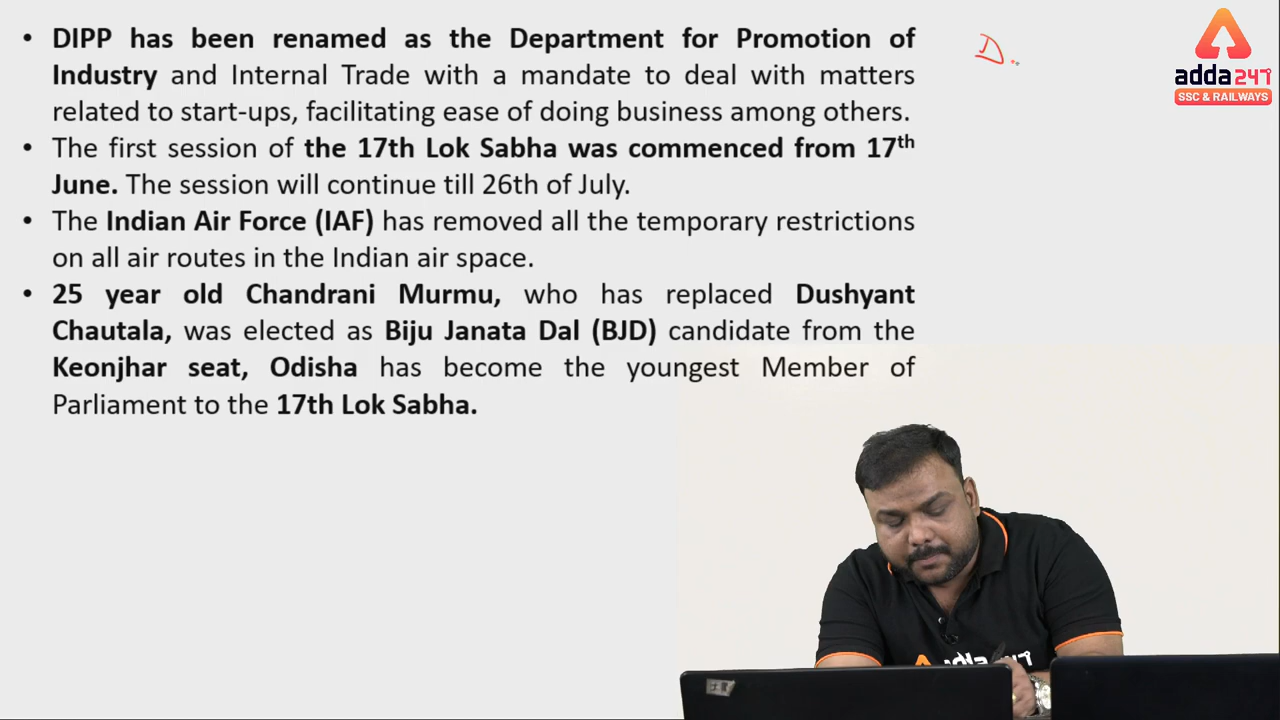 • DIPP has been renamed as the Department for Promotion of
Industry and Internal Trade with a mandate to deal with matters
related to start-ups, facilitating ease of doing business among others.
• The first session of the 17th Lok Sabha was commenced from 17th
June. The session will continue till 26th of July.
• The Indian Air Force (IAF) has removed all the temporary restrictions
on all air routes in the Indian air space.
• 25 year old Chandrani Murmu, who has replaced Dushyant
Chautala, was elected as Biju Janata Dal (BJD) candidate from the
Keonjhar seat, Odisha has become the youngest Member of
Parliament to the 17th Lok Sabha.
D
adda247
SSC & RAILWAYS